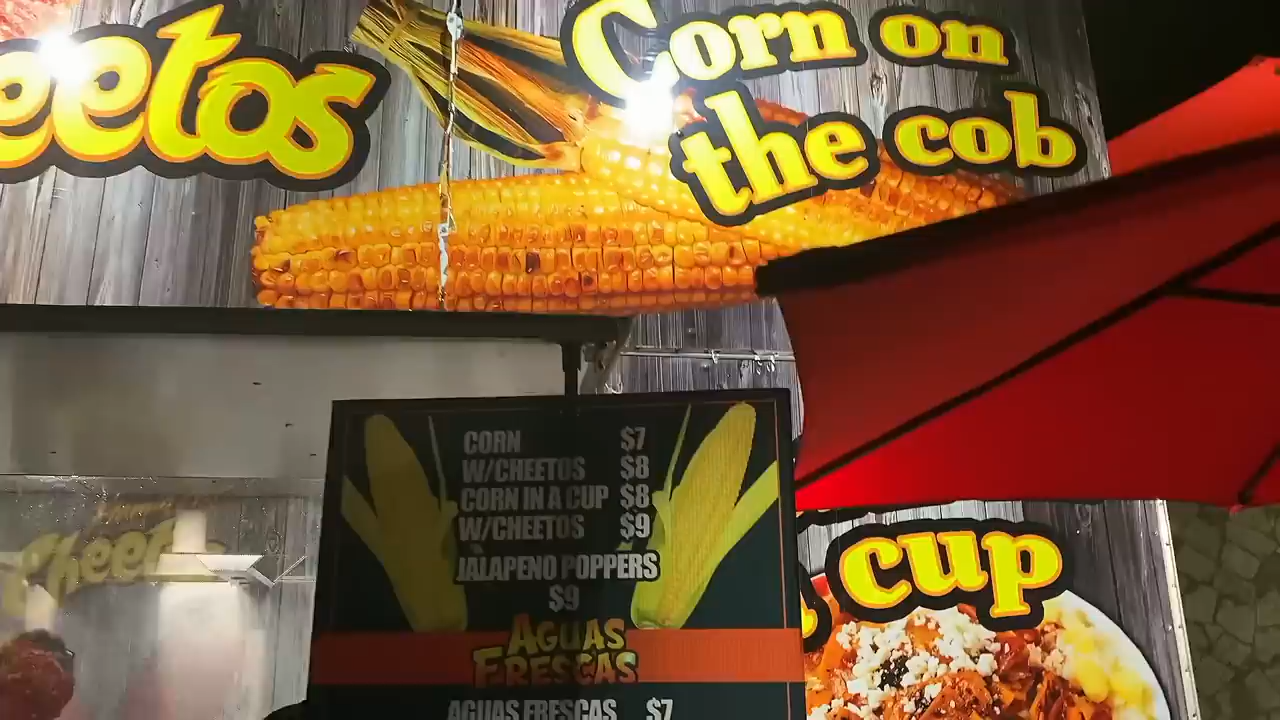 eetos
Corn on
the cob
CORN $7
W/CHEETOS $8
CORN IN A CUP $8
W/CHEETOS $9
JALAPENO POPPERS
$9
AGUAS
FRESCAS
AGUAS FRESCAS $7
cup
Cheet